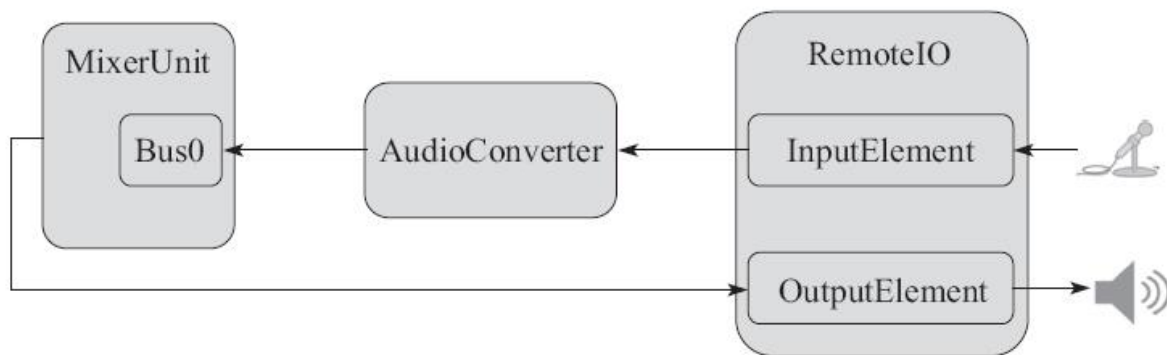 MixerUnit
Bus0
AudioConverter
RemoteIO
InputElement
OutputElement